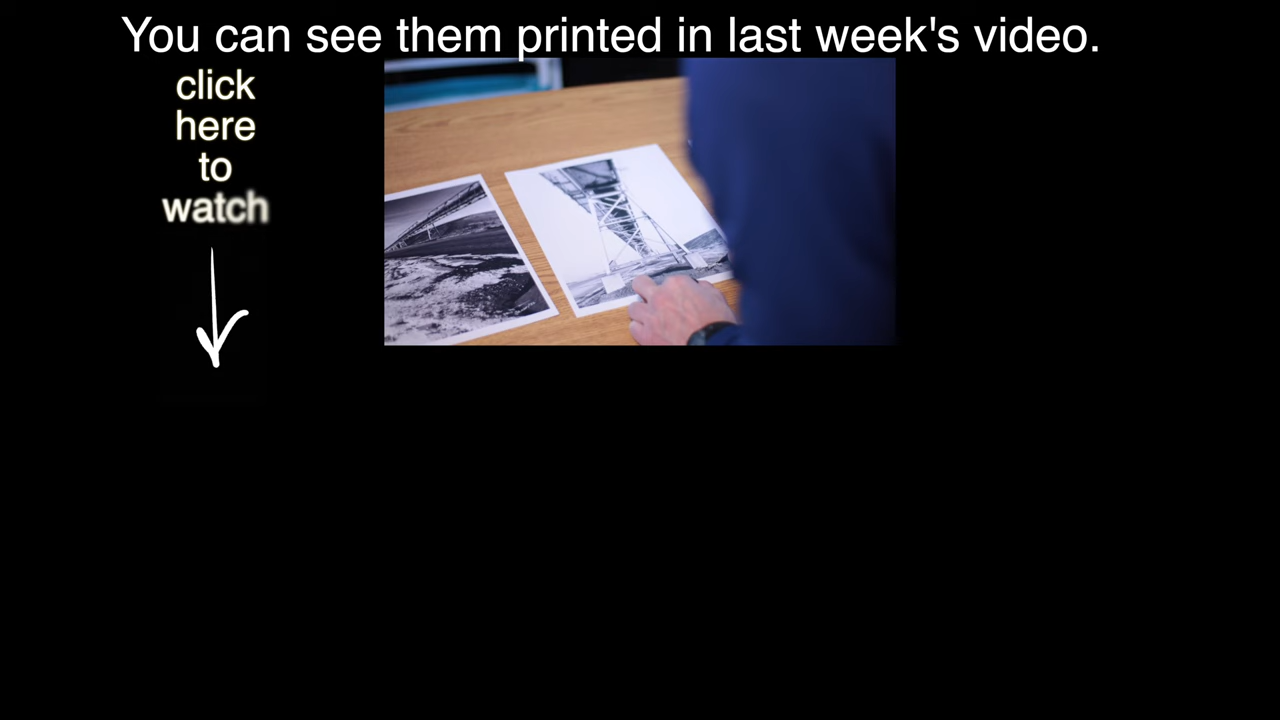 You can see them printed in last week's video.
click
here
to
watch